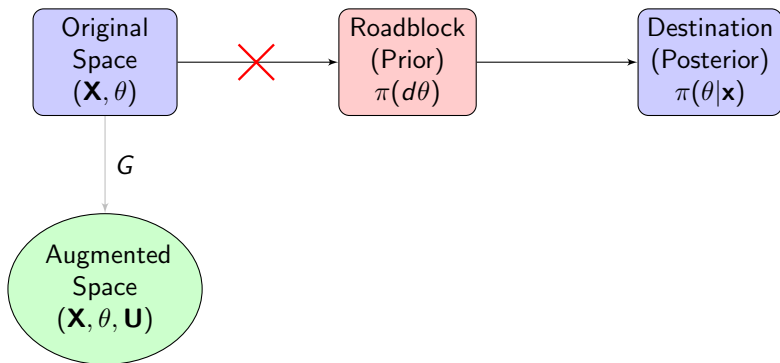 Original
Space
(X, θ)
Roadblock
(Prior)
π(dθ)
Destination
(Posterior)
π(θ|x)
G
Augmented
Space
(X, θ, U)